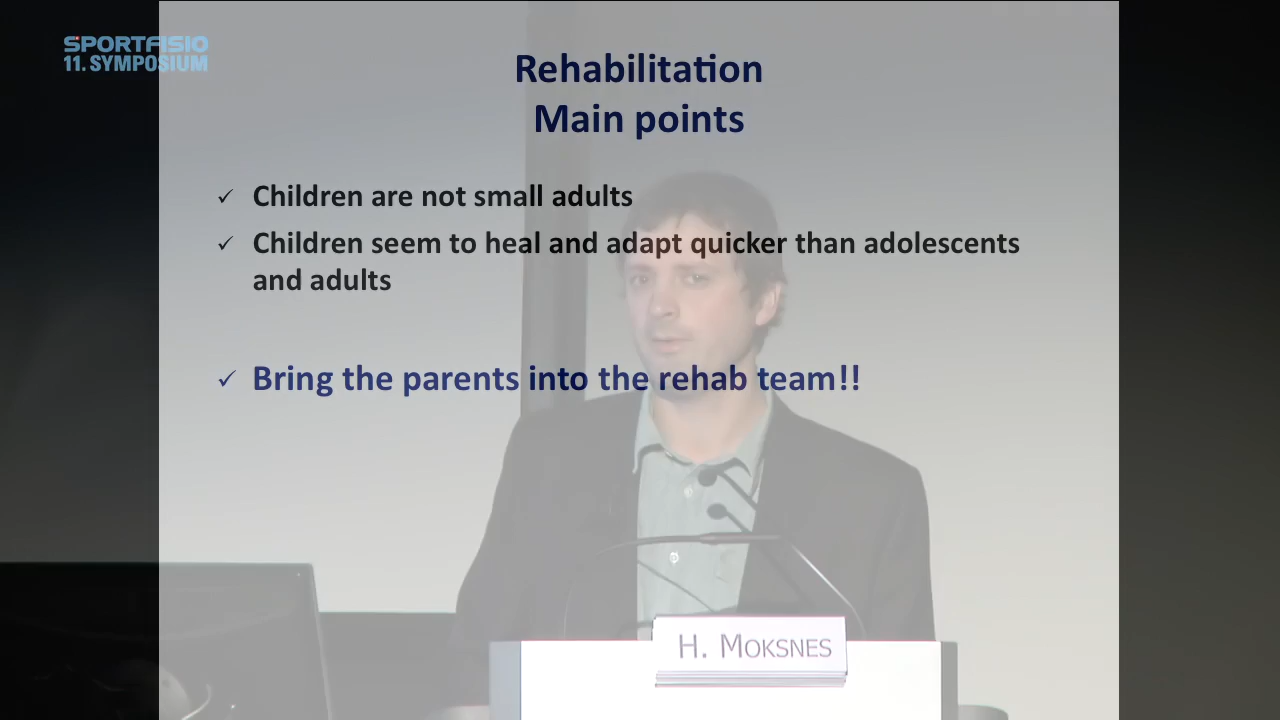 SPORTFISIO
11. SYMPOSIUM
Rehabilitation
Main points
✓ Children are not small adults
✓ Children seem to heal and adapt quicker than adolescents
and adults
✓ Bring the parents into the rehab team!!
H. MOKSNES